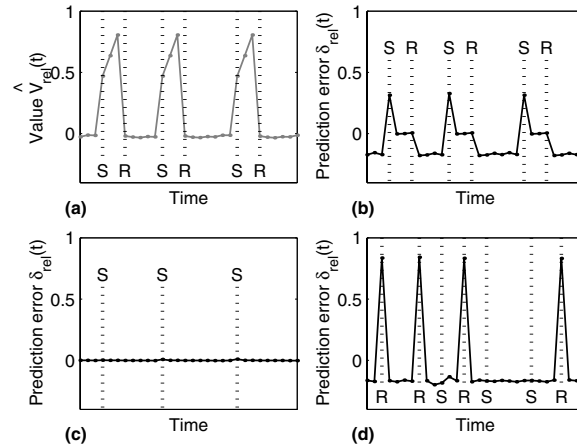 1
0.5
0
Value V̂rel(t)
S R S R S R
Time
(a)
1
0.5
0
Prediction error δrel(t)
S R S R S R
Time
(b)
1
0.5
0
Prediction error δrel(t)
S S S
Time
(c)
1
0.5
0
Prediction error δrel(t)
R R S R S S R
Time
(d)